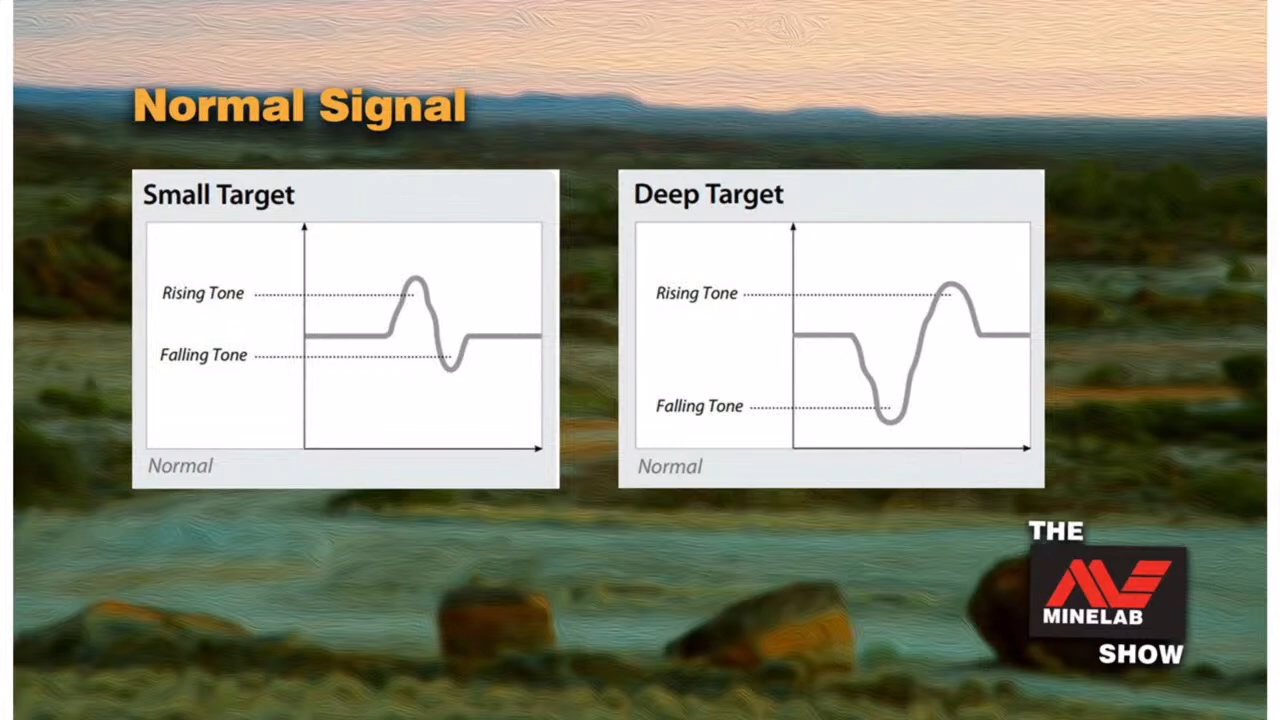 Normal Signal
Small Target
Rising Tone
Falling Tone
Normal
Deep Target
Rising Tone
Falling Tone
Normal
THE
MINELAB
SHOW